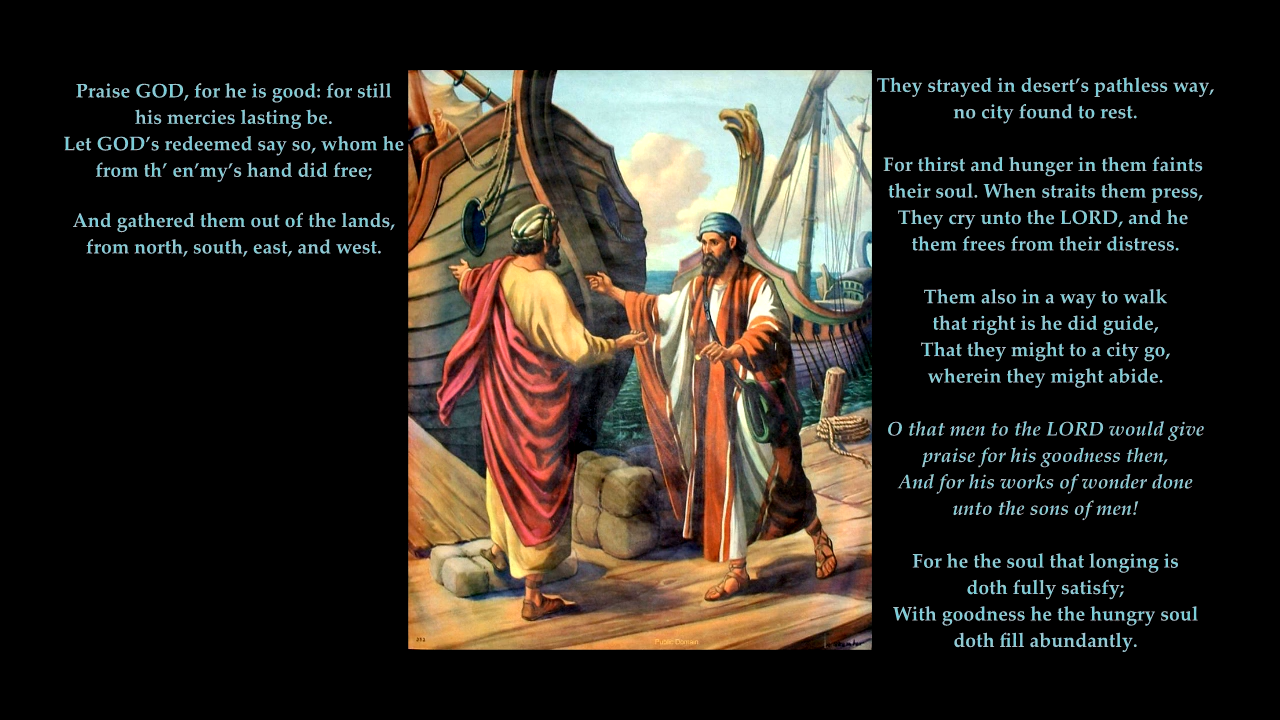 Praise GOD, for he is good: for still
his mercies lasting be.
Let GOD’s redeemed say so, whom he
from th’ en’my’s hand did free;
And gathered them out of the lands,
from north, south, east, and west.
They strayed in desert’s pathless way,
no city found to rest.
For thirst and hunger in them faints
their soul. When straits them press,
They cry unto the LORD, and he
them frees from their distress.
Them also in a way to walk
that right is he did guide,
That they might to a city go,
wherein they might abide.
O that men to the LORD would give
praise for his goodness then,
And for his works of wonder done
unto the sons of men!
For he the soul that longing is
doth fully satisfy;
With goodness he the hungry soul
doth fill abundantly.
Public Domain